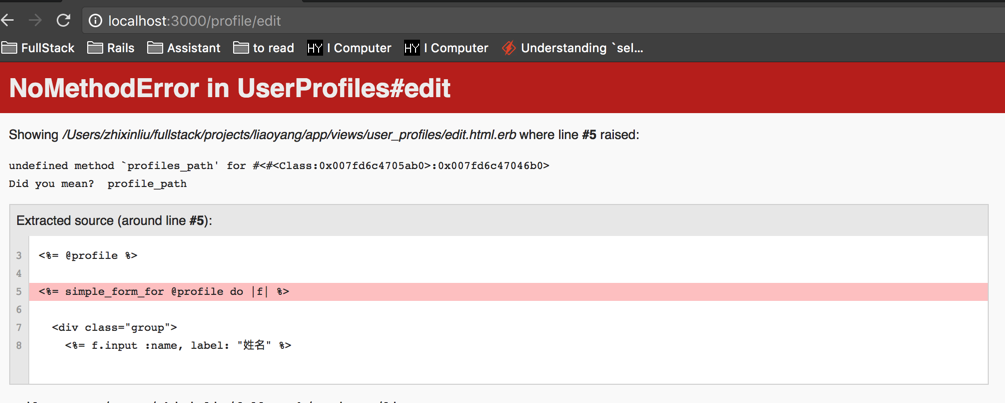 localhost:3000/profile/edit
FullStack Rails Assistant to read HY I Computer HY I Computer Understanding `sel...
NoMethodError in UserProfiles#edit
Showing /Users/zhixinliu/fullstack/projects/liaoyang/app/views/user_profiles/edit.html.erb where line #5 raised:
undefined method `profiles_path' for #<#<Class:0x007fd6c4705ab0>:0x007fd6c47046b0>
Did you mean?  profile_path
Extracted source (around line #5):
3 <%= @profile %>
4
5 <%= simple_form_for @profile do |f| %>
6
7 <div class="group">
8 <%= f.input :name, label: "姓名" %>